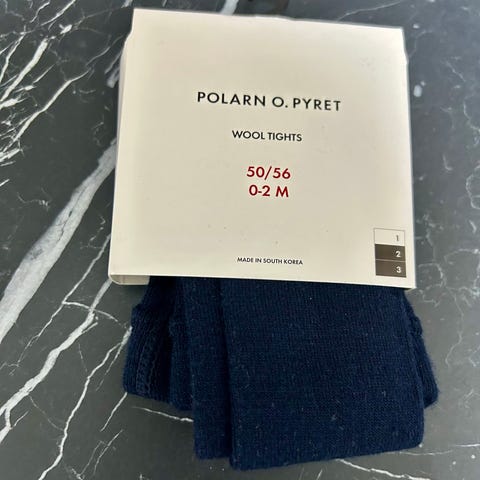 POLARN O. PYRET
WOOL TIGHTS
50/56
0-2 M
MADE IN SOUTH KOREA
1
2
3